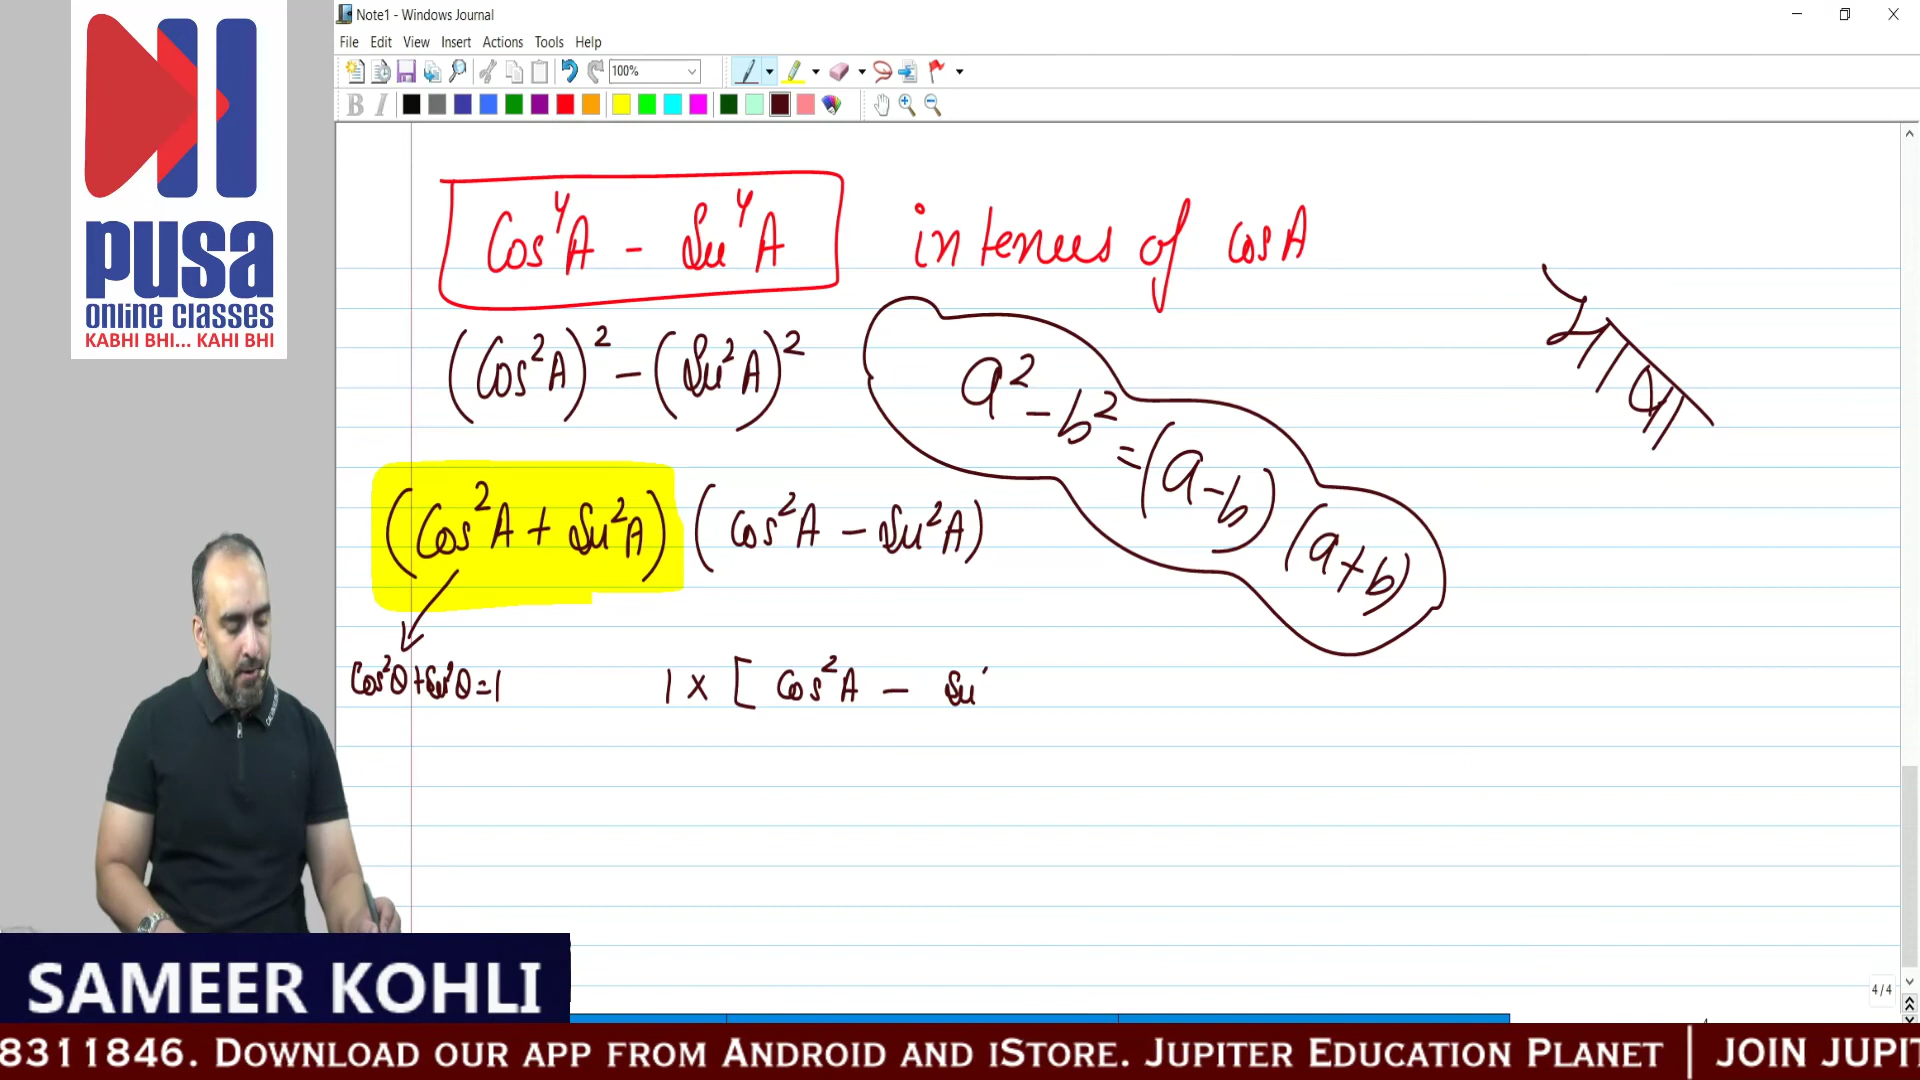 Note1 - Windows Journal
File Edit View Insert Actions Tools Help
100%
B I
PUSA
online classes
KABHI BHI... KAHI BHI
Cos⁴A - Sin⁴A in of cosA
(Cos²A)² - (Sin²A)²
a² - b² = (a-b) (a+b)
(Cos²A + Sin²A) (Cos²A - Sin²A)
Cos²θ + Sin²θ = 1
1 × [ Cos²A - Sin
4 / 4
SAMEER KOHLI
8311846. DOWNLOAD OUR APP FROM ANDROID AND ISTORE. JUPITER EDUCATION PLANET | JOIN JUPIT